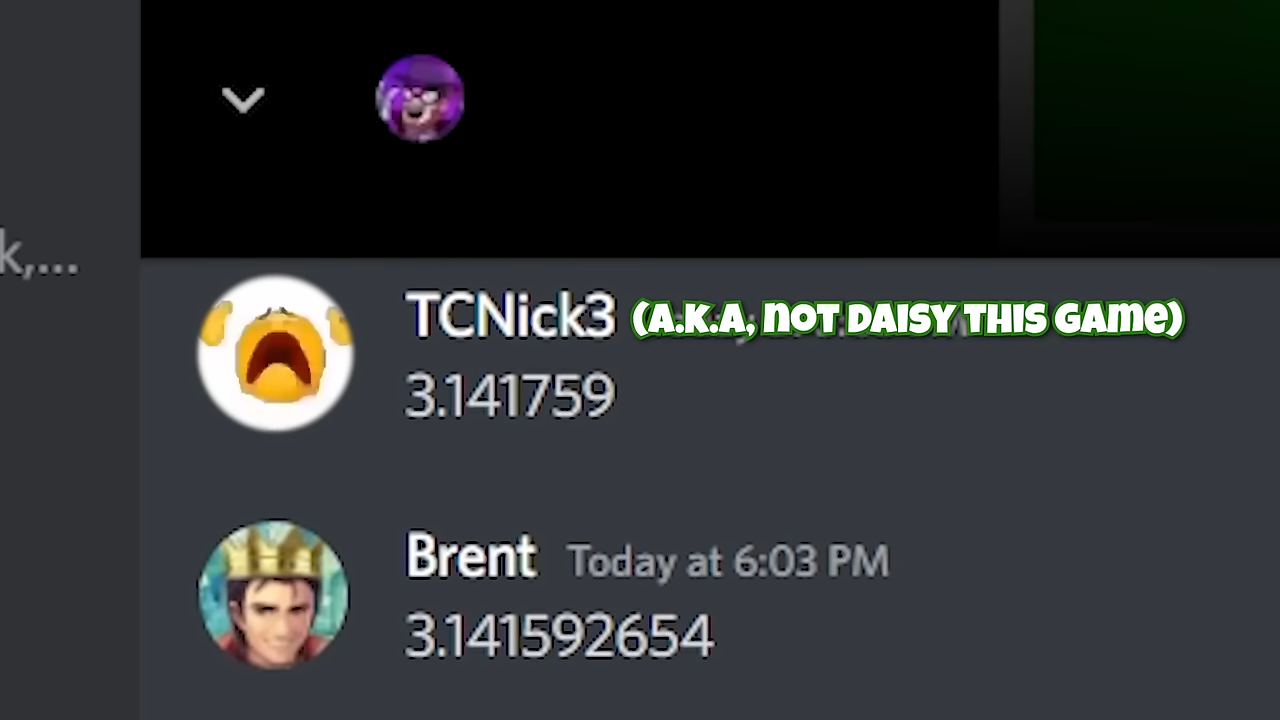 k,...
TCNick3 (A.K.A, NOT DAISY THIS GAME)
3.141759
Brent Today at 6:03 PM
3.141592654